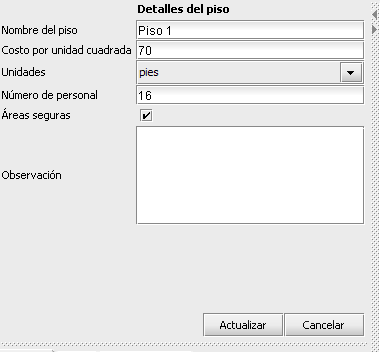 Detalles del piso
Nombre del piso Piso 1
Costo por unidad cuadrada 70
Unidades pies
Número de personal 16
Áreas seguras
Observación
Actualizar Cancelar